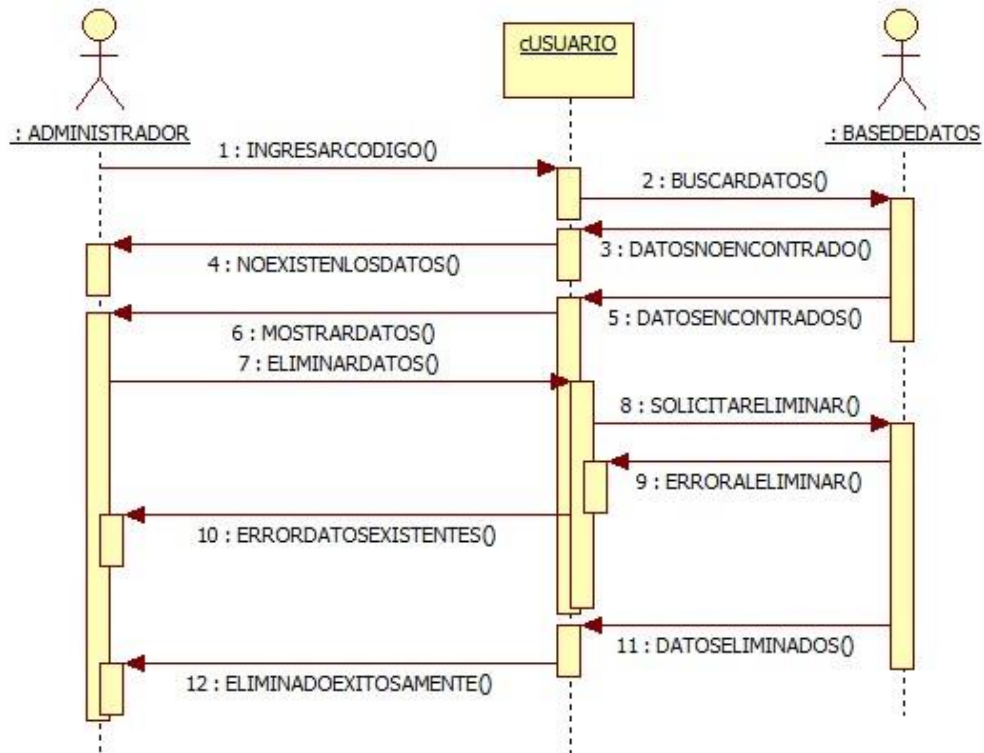 cUSUARIO
: ADMINISTRADOR
: BASEDEDATOS
1 : INGRESARCODIGO()
2 : BUSCARDATOS()
3 : DATOSNOENCONTRADO()
4 : NOEXISTENLOSDATOS()
5 : DATOSENCONTRADOS()
6 : MOSTRARDATOS()
7 : ELIMINARDATOS()
8 : SOLICITARELIMINAR()
9 : ERRORALELIMINAR()
10 : ERRORDATOSEXISTENTES()
11 : DATOSELIMINADOS()
12 : ELIMINADOEXITOSAMENTE()